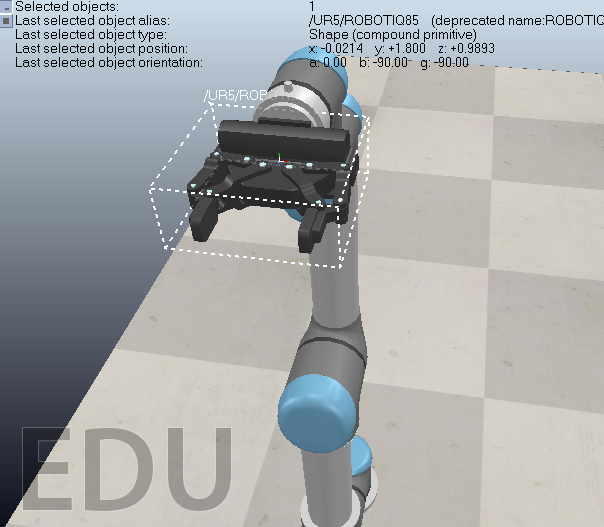 Selected objects: 1
Last selected object alias: /UR5/ROBOTIQ85 (deprecated name:ROBOTIQ
Last selected object type: Shape (compound primitive)
Last selected object position: x: -0.0214 y: +1.800 z: +0.9893
Last selected object orientation: a: 0.00 b: -90.00 g: -90.00
/UR5/ROB
EDU